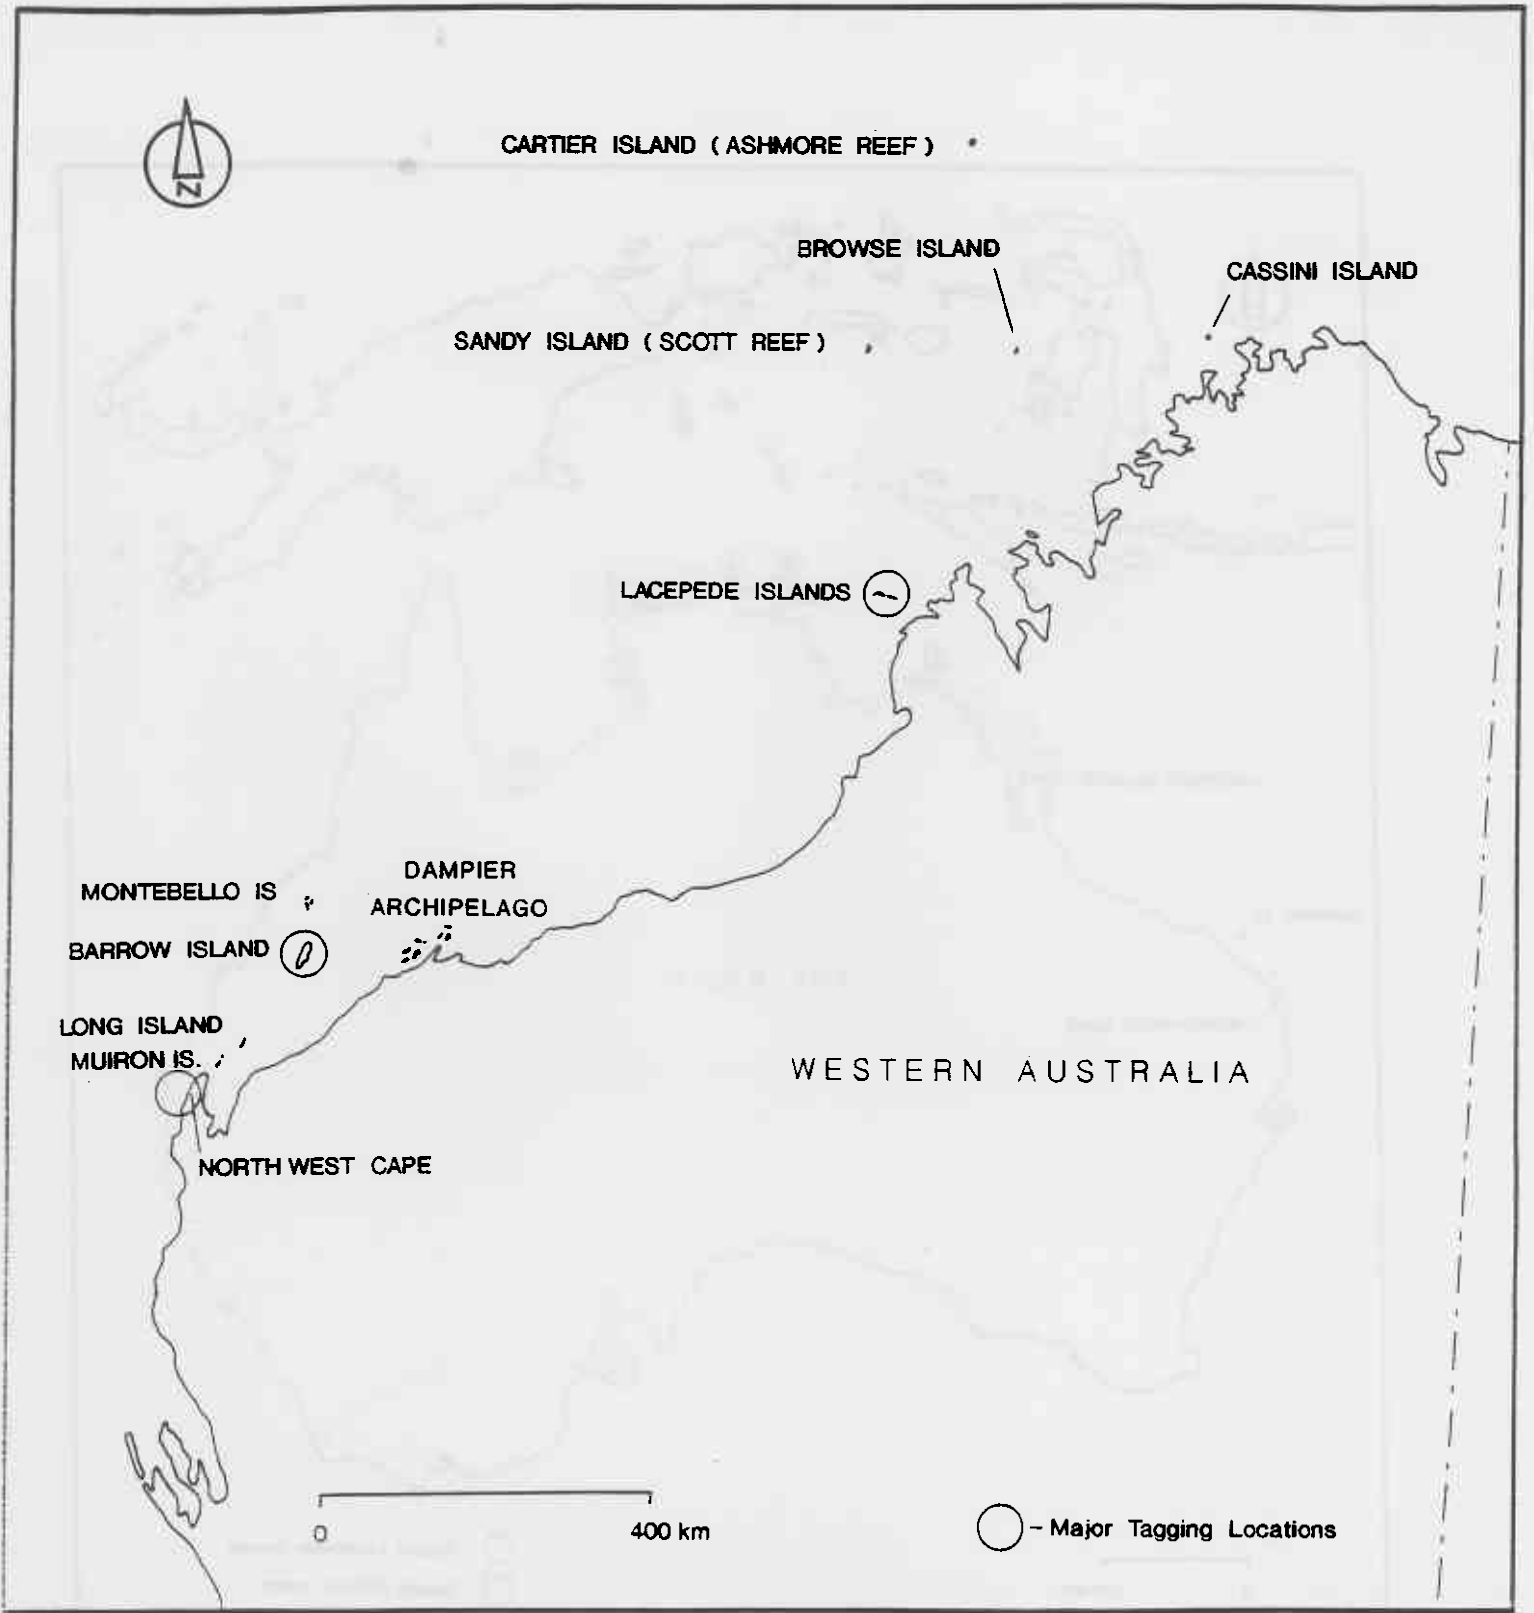 N
CARTIER ISLAND ( ASHMORE REEF )
BROWSE ISLAND
CASSINI ISLAND
SANDY ISLAND ( SCOTT REEF )
LACEPEDE ISLANDS
DAMPIER
ARCHIPELAGO
MONTEBELLO IS
BARROW ISLAND
LONG ISLAND
MUIRON IS.
WESTERN AUSTRALIA
NORTH WEST CAPE
0
400 km
- Major Tagging Locations